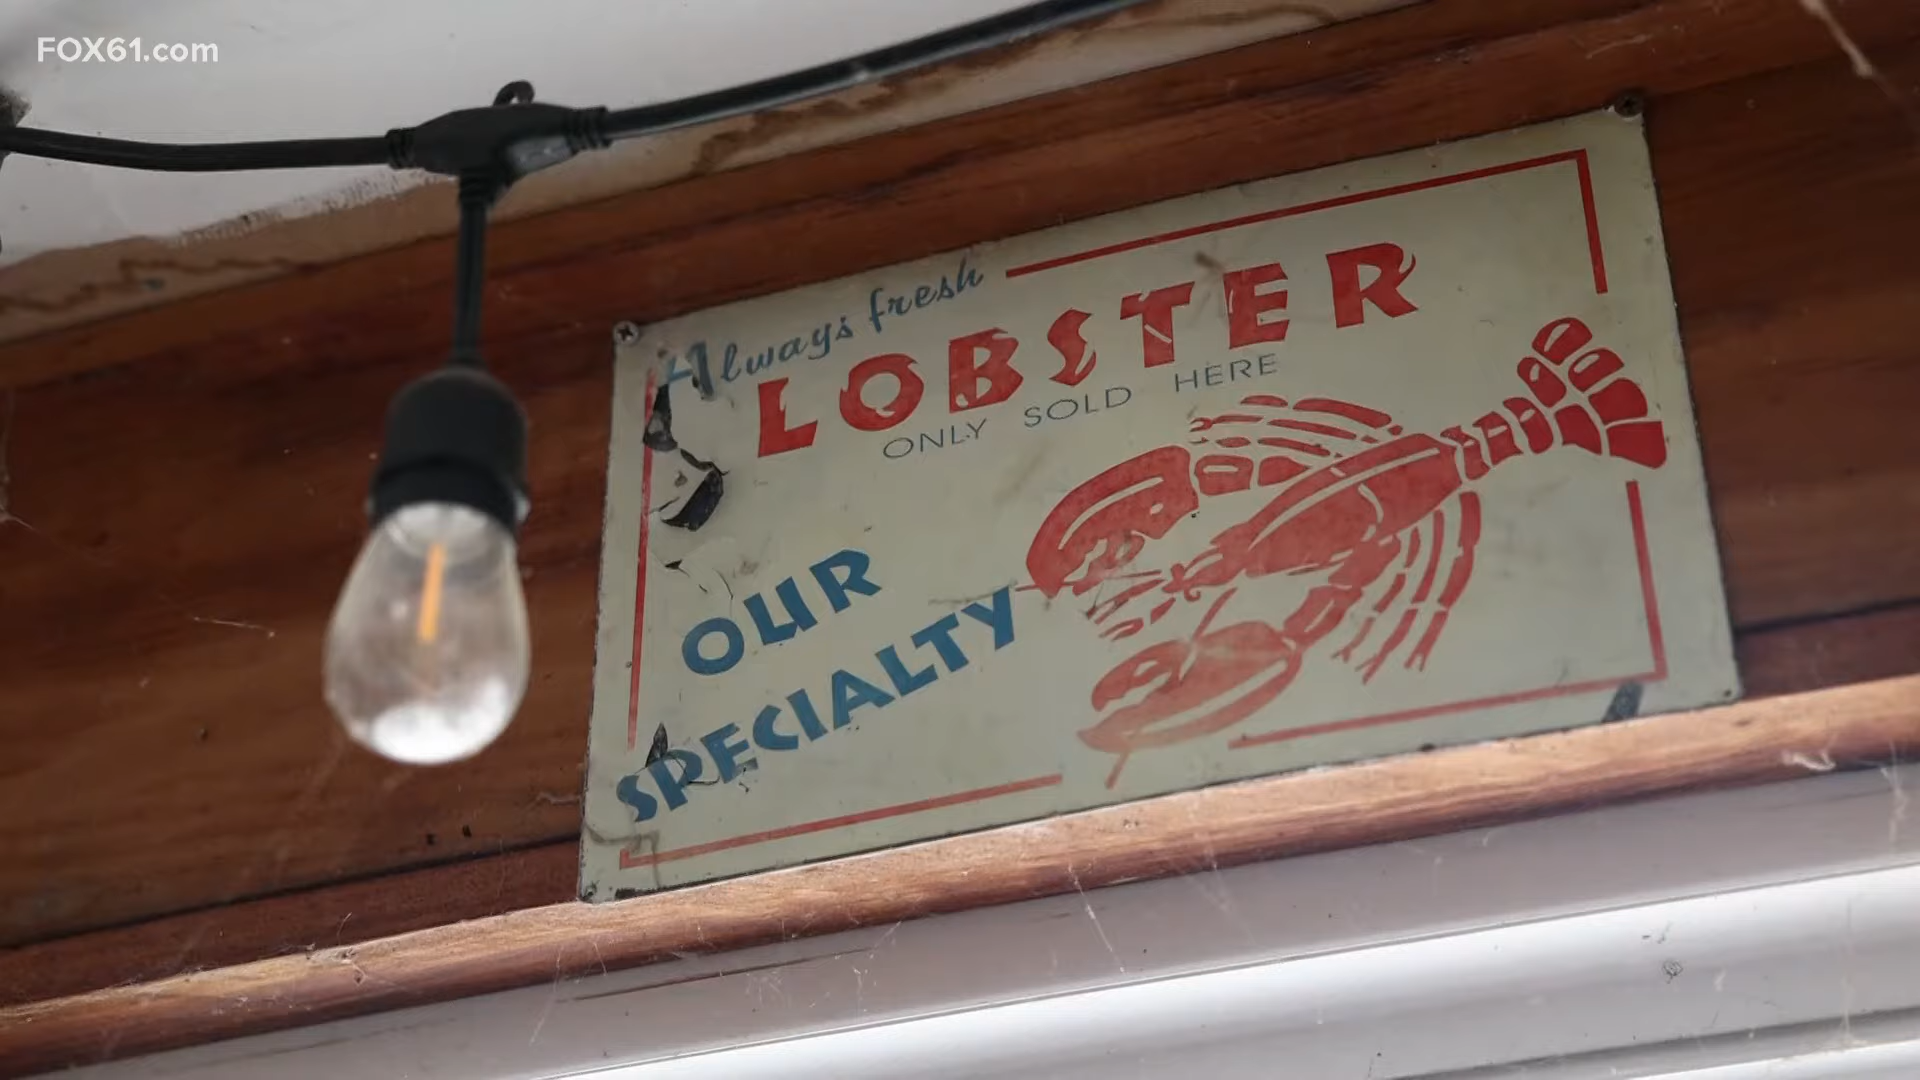 FOX61.com
Always fresh
LOBSTER
ONLY SOLD HERE
OUR
SPECIALTY